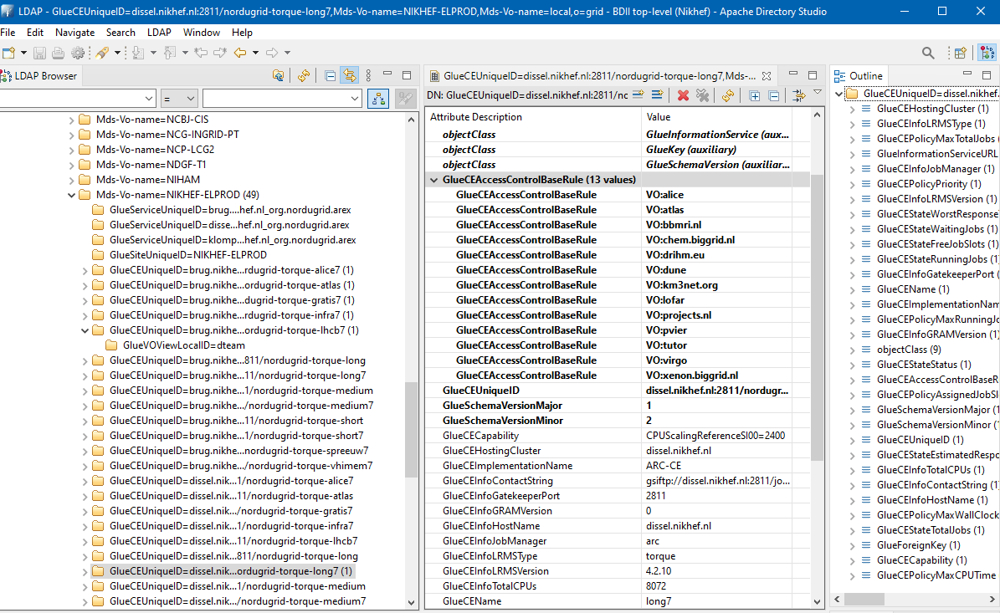 LDAP - GlueCEUniqueID=dissel.nikhef.nl:2811/nordugrid-torque-long7,Mds-Vo-name=NIKHEF-ELPROD,Mds-Vo-name=local,o=grid - BDII top-level (Nikhef) - Apache Directory Studio
File Edit Navigate Search LDAP Window Help
LDAP Browser
=
Mds-Vo-name=NCBJ-CIS
Mds-Vo-name=NCG-INGRID-PT
Mds-Vo-name=NCP-LCG2
Mds-Vo-name=NDGF-T1
Mds-Vo-name=NIHAM
Mds-Vo-name=NIKHEF-ELPROD (49)
GlueServiceUniqueID=brug....hef.nl_org.nordugrid.arex
GlueServiceUniqueID=disse...hef.nl_org.nordugrid.arex
GlueServiceUniqueID=klomp...hef.nl_org.nordugrid.arex
GlueSiteUniqueID=NIKHEF-ELPROD
GlueCEUniqueID=brug.nikhe...rdugrid-torque-alice7 (1)
GlueCEUniqueID=brug.nikhe...ordugrid-torque-atlas (1)
GlueCEUniqueID=brug.nikhe...dugrid-torque-gratis7 (1)
GlueCEUniqueID=brug.nikhe...rdugrid-torque-infra7 (1)
GlueCEUniqueID=brug.nikhe...ordugrid-torque-lhcb7 (1)
GlueVOViewLocalID=dteam
GlueCEUniqueID=brug.nikhe...811/nordugrid-torque-long
GlueCEUniqueID=brug.nikhe...11/nordugrid-torque-long7
GlueCEUniqueID=brug.nikhe...1/nordugrid-torque-medium
GlueCEUniqueID=brug.nikhe.../nordugrid-torque-medium7
GlueCEUniqueID=brug.nikhe...11/nordugrid-torque-short
GlueCEUniqueID=brug.nikhe...1/nordugrid-torque-short7
GlueCEUniqueID=brug.nikhe...nordugrid-torque-spreeuw7
GlueCEUniqueID=brug.nikhe.../nordugrid-torque-vhimem7
GlueCEUniqueID=dissel.nik...1/nordugrid-torque-alice7
GlueCEUniqueID=dissel.nik...11/nordugrid-torque-atlas
GlueCEUniqueID=dissel.nik.../nordugrid-torque-gratis7
GlueCEUniqueID=dissel.nik...1/nordugrid-torque-infra7
GlueCEUniqueID=dissel.nik...11/nordugrid-torque-lhcb7
GlueCEUniqueID=dissel.nik...811/nordugrid-torque-long
GlueCEUniqueID=dissel.nik...ordugrid-torque-long7 (1)
GlueCEUniqueID=dissel.nik...1/nordugrid-torque-medium
GlueCEUniqueID=dissel.nik.../nordugrid-torque-medium7
GlueCEUniqueID=dissel.nikhef.nl:2811/nordugrid-torque-long7,Mds-...
DN: GlueCEUniqueID=dissel.nikhef.nl:2811/nc
Attribute Description Value
objectClass GlueInformationService (aux...
objectClass GlueKey (auxiliary)
objectClass GlueSchemaVersion (auxiliar...
GlueCEAccessControlBaseRule (13 values)
GlueCEAccessControlBaseRule VO:alice
GlueCEAccessControlBaseRule VO:atlas
GlueCEAccessControlBaseRule VO:bbmri.nl
GlueCEAccessControlBaseRule VO:chem.biggrid.nl
GlueCEAccessControlBaseRule VO:drihm.eu
GlueCEAccessControlBaseRule VO:dune
GlueCEAccessControlBaseRule VO:km3net.org
GlueCEAccessControlBaseRule VO:lofar
GlueCEAccessControlBaseRule VO:projects.nl
GlueCEAccessControlBaseRule VO:pvier
GlueCEAccessControlBaseRule VO:tutor
GlueCEAccessControlBaseRule VO:virgo
GlueCEAccessControlBaseRule VO:xenon.biggrid.nl
GlueCEUniqueID dissel.nikhef.nl:2811/nordugr...
GlueSchemaVersionMajor 1
GlueSchemaVersionMinor 2
GlueCECapability CPUScalingReferenceSI00=2400
GlueCEHostingCluster dissel.nikhef.nl
GlueCEImplementationName ARC-CE
GlueCEInfoContactString gsiftp://dissel.nikhef.nl:2811/jo...
GlueCEInfoGatekeeperPort 2811
GlueCEInfoGRAMVersion 0
GlueCEInfoHostName dissel.nikhef.nl
GlueCEInfoJobManager arc
GlueCEInfoLRMSType torque
GlueCEInfoLRMSVersion 4.2.10
GlueCEInfoTotalCPUs 8072
GlueCEName long7
Outline
GlueCEUniqueID=dissel.nikhef.
GlueCEHostingCluster (1)
GlueCEInfoLRMSType (1)
GlueCEPolicyMaxTotalJobs (
GlueInformationServiceURL
GlueCEInfoJobManager (1)
GlueCEPolicyPriority (1)
GlueCEInfoLRMSVersion (1)
GlueCEStateWorstResponse
GlueCEStateWaitingJobs (1)
GlueCEStateFreeJobSlots (1)
GlueCEStateRunningJobs (1)
GlueCEInfoGatekeeperPort (
GlueCEName (1)
GlueCEImplementationName
GlueCEPolicyMaxRunningJo
GlueCEInfoGRAMVersion (1)
objectClass (9)
GlueCEStateStatus (1)
GlueCEAccessControlBaseR
GlueCEPolicyAssignedJobSl
GlueSchemaVersionMajor (1
GlueSchemaVersionMinor (1
GlueCEUniqueID (1)
GlueCEStateEstimatedRespo
GlueCEInfoTotalCPUs (1)
GlueCEInfoContactString (1)
GlueCEInfoHostName (1)
GlueCEPolicyMaxWallClock
GlueCEStateTotalJobs (1)
GlueForeignKey (1)
GlueCECapability (1)
GlueCEPolicyMaxCPUTime